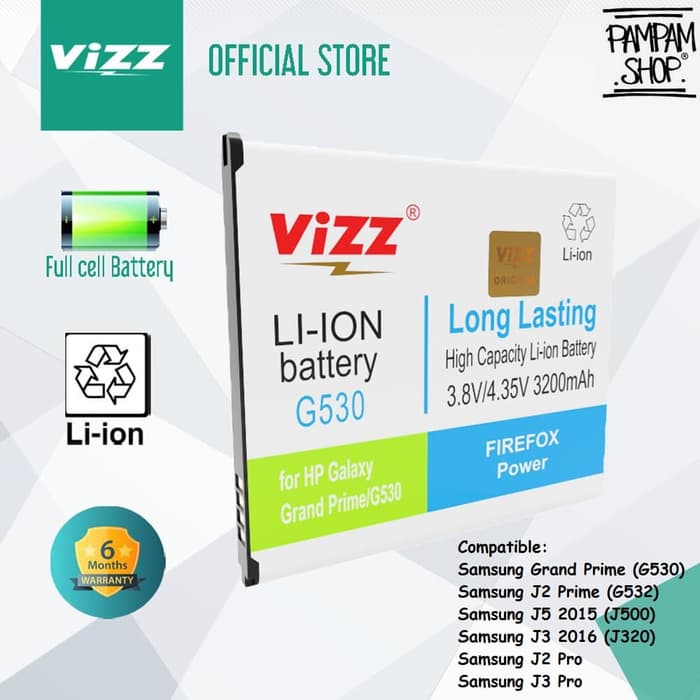 ViZZ
OFFICIAL STORE
PAMPAM
.SHOP.®
Full cell Battery
Li-ion
6
Months
WARRANTY
ViZZ®
LI-ION
battery
G530
for HP Galaxy
Grand Prime/G530
ViZZ
Li-ion
Long Lasting
High Capacity Li-ion Battery
3.8V/4.35V 3200mAh
FIREFOX
Power
Compatible:
Samsung Grand Prime (G530)
Samsung J2 Prime (G532)
Samsung J5 2015 (J500)
Samsung J3 2016 (J320)
Samsung J2 Pro
Samsung J3 Pro